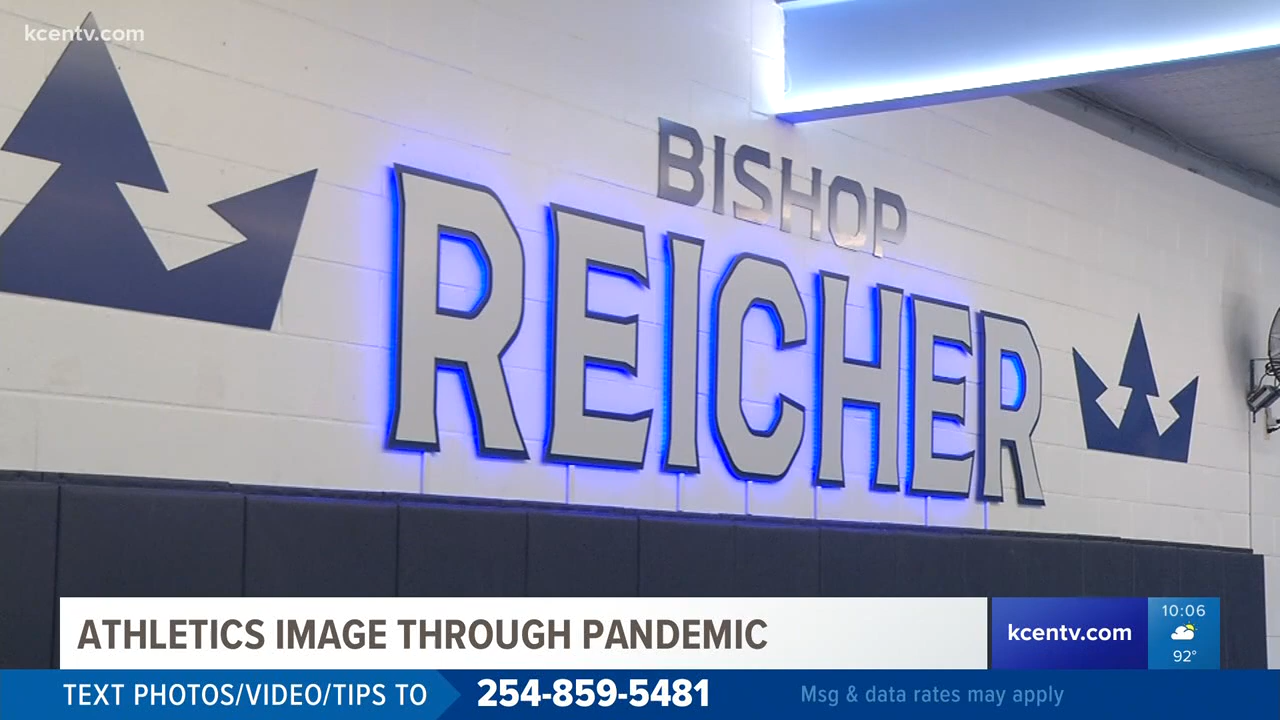 kcentv.com
BISHOP
REICHER
ATHLETICS IMAGE THROUGH PANDEMIC
kcentv.com
10:06
92°
TEXT PHOTOS/VIDEO/TIPS TO 254-859-5481 Msg & data rates may apply